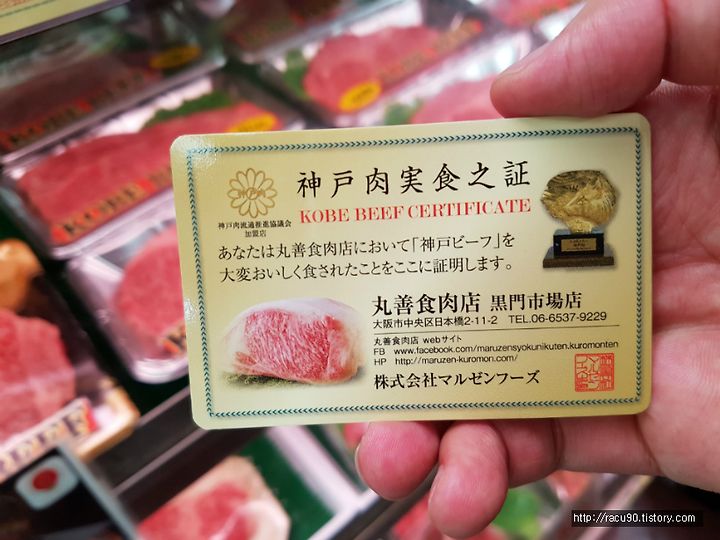 神戸肉実食之証
KOBE BEEF CERTIFICATE
神戸肉流通推進協議会
加盟店
あなたは丸善食肉店において「神戸ビーフ」を
大変おいしく食されたことをここに証明します。
丸善食肉店 黒門市場店
大阪市中央区日本橋2-11-2 TEL.06-6537-9229
丸善食肉店 webサイト
FB www.facebook.com/maruzensyokunikuten.kuromonten
HP http://maruzen-kuromon.com/
株式会社マルゼンフーズ
KOBE BEEF
KOBE
http://racu90.tistory.com